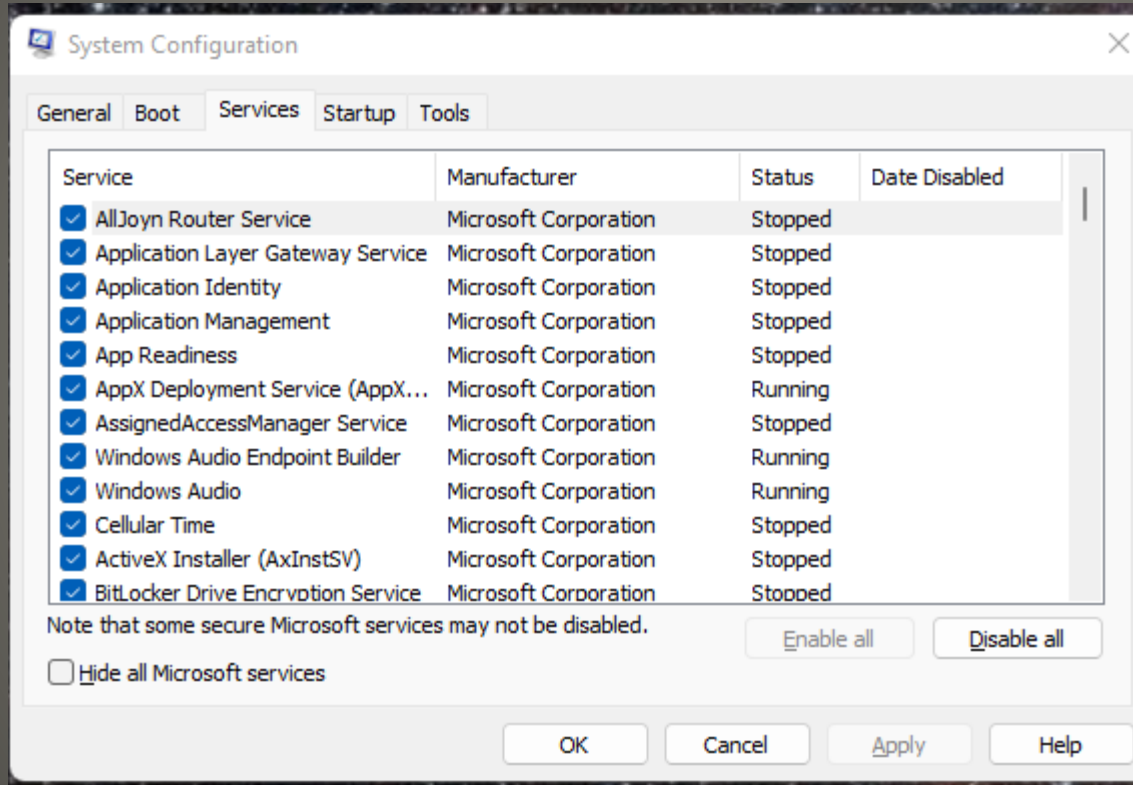 System Configuration
General Boot Services Startup Tools
Service Manufacturer Status Date Disabled
AllJoyn Router Service Microsoft Corporation Stopped
Application Layer Gateway Service Microsoft Corporation Stopped
Application Identity Microsoft Corporation Stopped
Application Management Microsoft Corporation Stopped
App Readiness Microsoft Corporation Stopped
AppX Deployment Service (AppX... Microsoft Corporation Running
AssignedAccessManager Service Microsoft Corporation Stopped
Windows Audio Endpoint Builder Microsoft Corporation Running
Windows Audio Microsoft Corporation Running
Cellular Time Microsoft Corporation Stopped
ActiveX Installer (AxInstSV) Microsoft Corporation Stopped
BitLocker Drive Encryption Service Microsoft Corporation Stopped
Note that some secure Microsoft services may not be disabled.
Enable all Disable all
Hide all Microsoft services
OK Cancel Apply Help